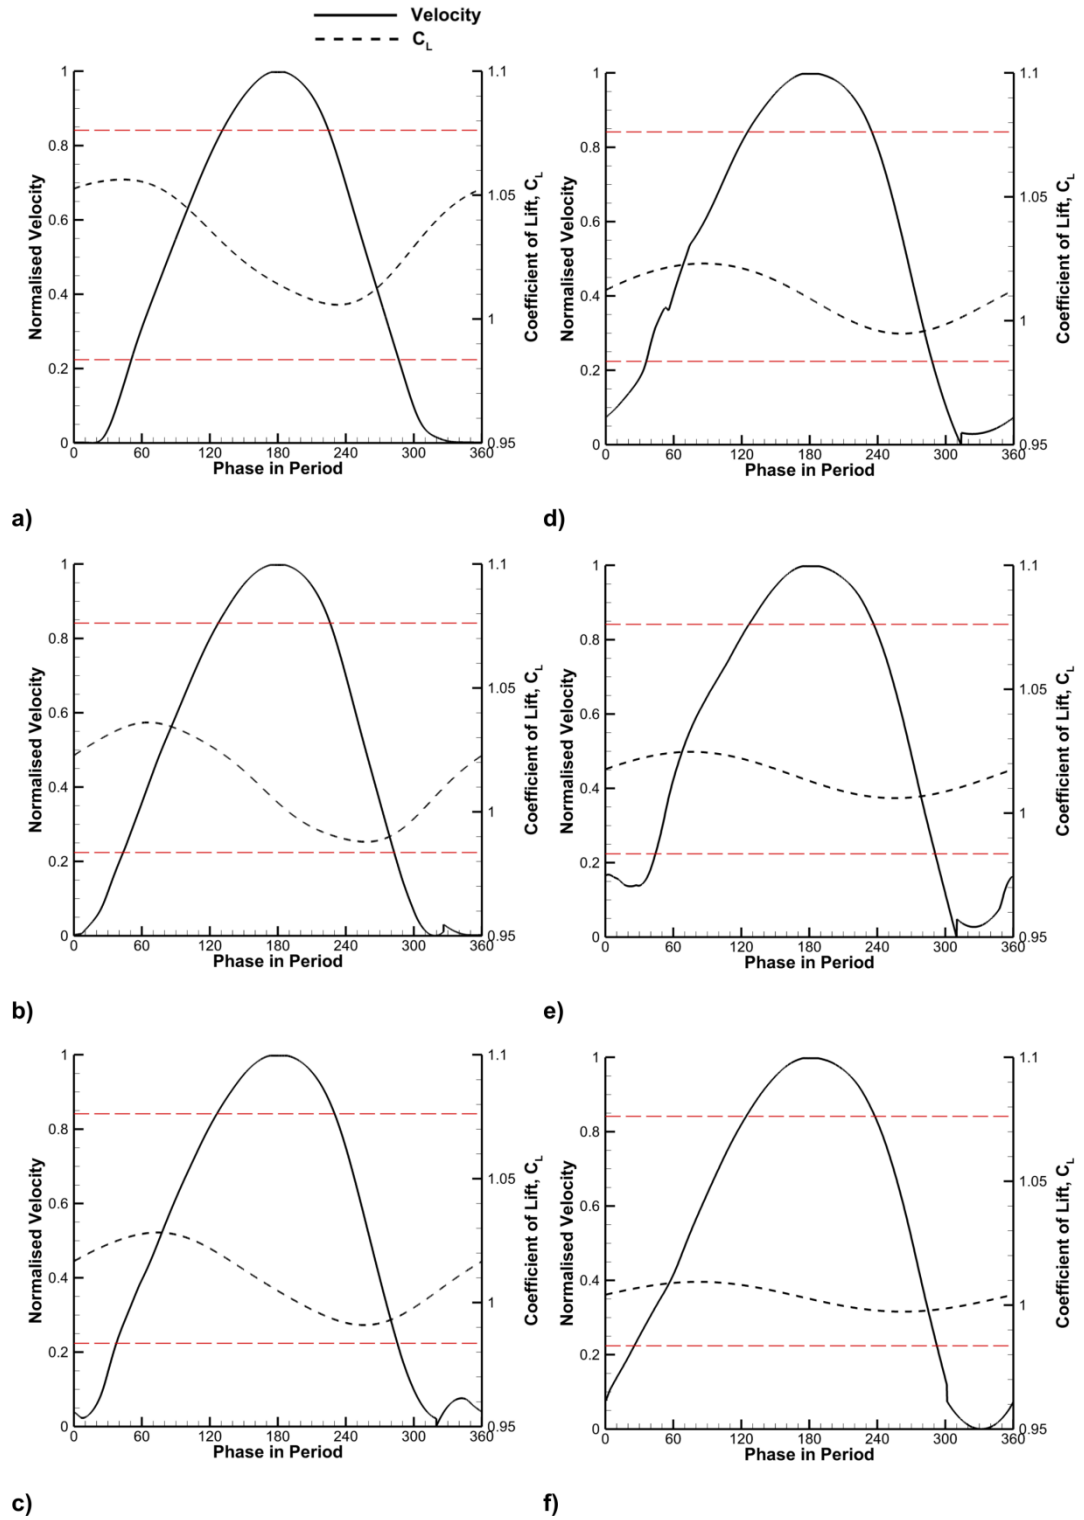 Velocity
C_L
1
0.8
0.6
0.4
0.2
0
Normalised Velocity
0 60 120 180 240 300 360
Phase in Period
1.1
1.05
1
0.95
Coefficient of Lift, C_L
a)
1
0.8
0.6
0.4
0.2
0
Normalised Velocity
0 60 120 180 240 300 360
Phase in Period
1.1
1.05
1
0.95
Coefficient of Lift, C_L
d)
1
0.8
0.6
0.4
0.2
0
Normalised Velocity
0 60 120 180 240 300 360
Phase in Period
1.1
1.05
1
0.95
Coefficient of Lift, C_L
b)
1
0.8
0.6
0.4
0.2
0
Normalised Velocity
0 60 120 180 240 300 360
Phase in Period
1.1
1.05
1
0.95
Coefficient of Lift, C_L
e)
1
0.8
0.6
0.4
0.2
0
Normalised Velocity
0 60 120 180 240 300 360
Phase in Period
1.1
1.05
1
0.95
Coefficient of Lift, C_L
c)
1
0.8
0.6
0.4
0.2
0
Normalised Velocity
0 60 120 180 240 300 360
Phase in Period
1.1
1.05
1
0.95
Coefficient of Lift, C_L
f)